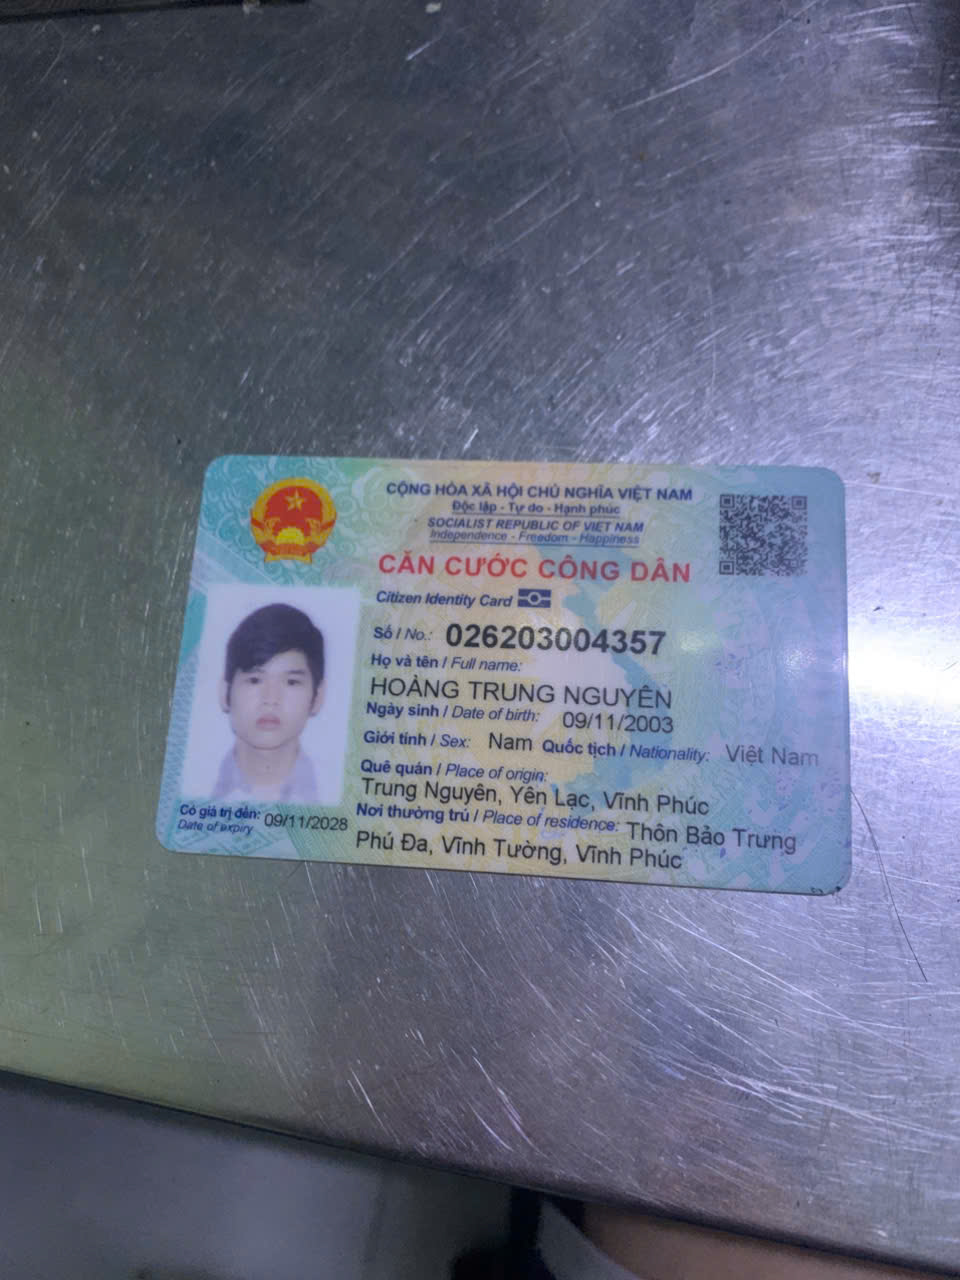 CỘNG HÒA XÃ HỘI CHỦ NGHĨA VIỆT NAM
Độc lập - Tự do - Hạnh phúc
SOCIALIST REPUBLIC OF VIET NAM
Independence - Freedom - Happiness
CĂN CƯỚC CÔNG DÂN
Citizen Identity Card
Số / No.: 026203004357
Họ và tên / Full name:
HOÀNG TRUNG NGUYÊN
Ngày sinh / Date of birth: 09/11/2003
Giới tính / Sex: Nam Quốc tịch / Nationality: Việt Nam
Quê quán / Place of origin:
Trung Nguyên, Yên Lạc, Vĩnh Phúc
Nơi thường trú / Place of residence: Thôn Bảo Trưng
Phú Đa, Vĩnh Tường, Vĩnh Phúc
Có giá trị đến: 09/11/2028
Date of expiry